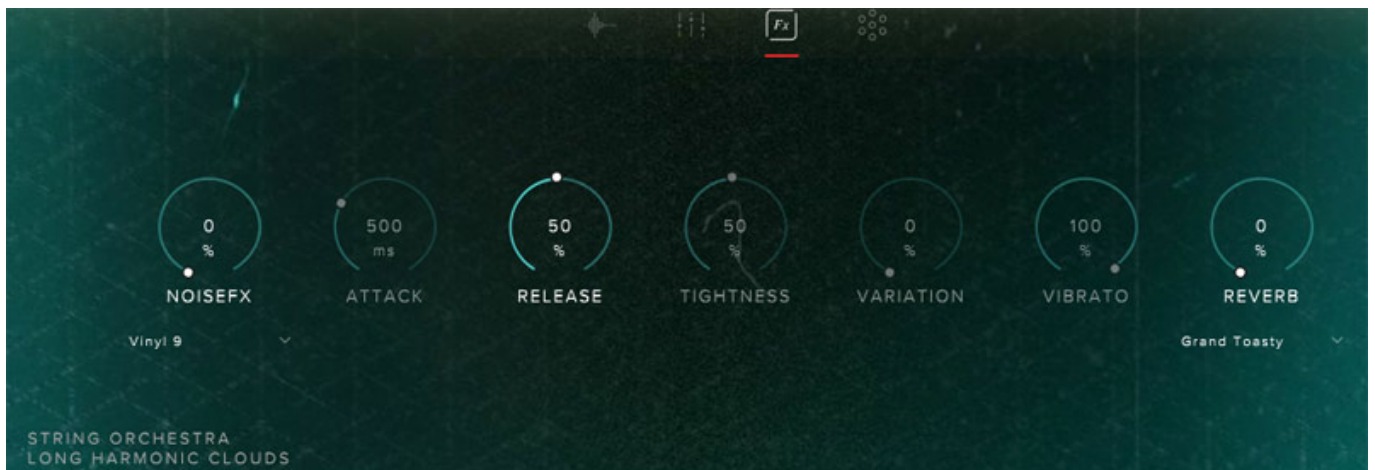 Fx
0 500 50 50 0 100 0
% ms % % % % %
NOISEFX ATTACK RELEASE TIGHTNESS VARIATION VIBRATO REVERB
Vinyl 9 Grand Toasty
STRING ORCHESTRA
LONG HARMONIC CLOUDS